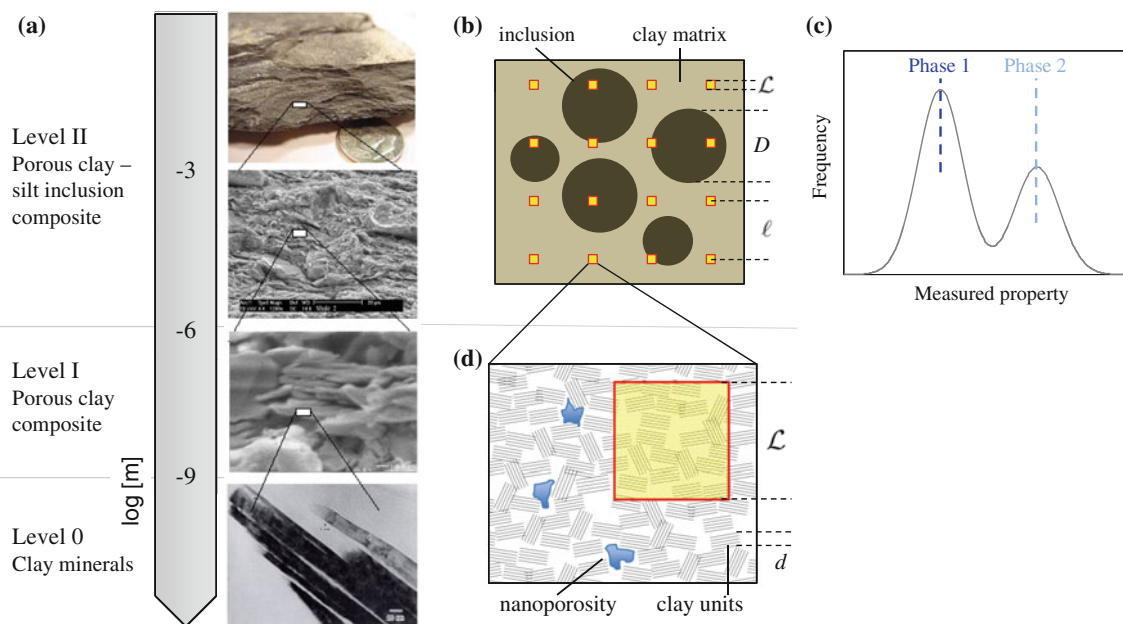 (a)
Level II
Porous clay –
silt inclusion
composite
-3
-6
Level I
Porous clay
composite
-9
log [m]
Level 0
Clay minerals
(b)
inclusion
clay matrix
ℒ
D
ℓ
(c)
Phase 1
Phase 2
Frequency
Measured property
(d)
ℒ
d
nanoporosity
clay units